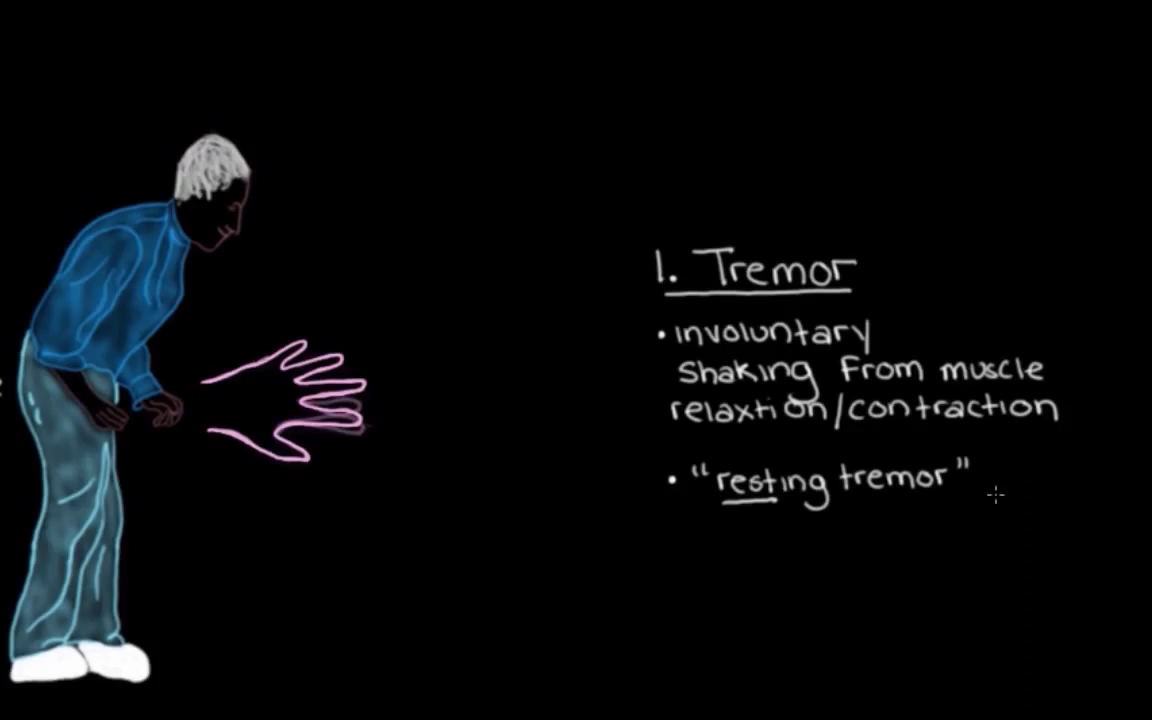 1. Tremor
• involuntary
shaking from muscle
relaxtion/contraction
• "resting tremor"